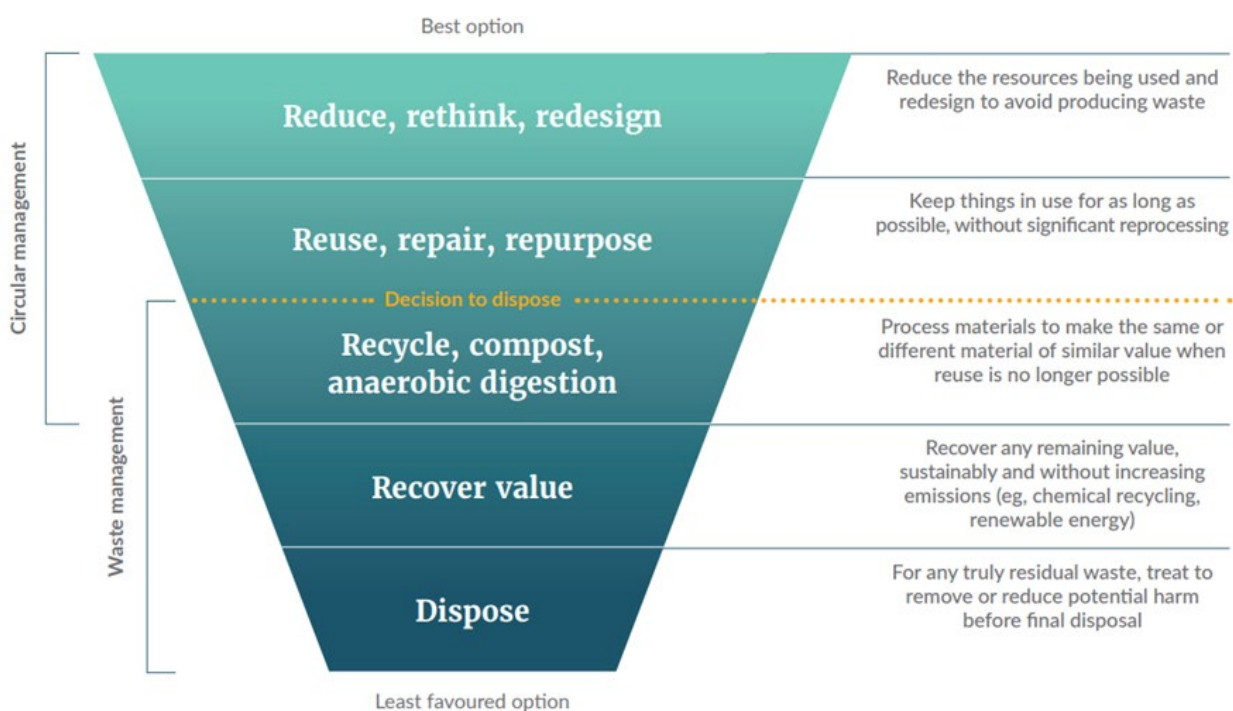 Best option
Circular management
Waste management
Reduce, rethink, redesign
Reduce the resources being used and
redesign to avoid producing waste
Reuse, repair, repurpose
Keep things in use for as long as
possible, without significant reprocessing
Decision to dispose
Recycle, compost,
anaerobic digestion
Process materials to make the same or
different material of similar value when
reuse is no longer possible
Recover value
Recover any remaining value,
sustainably and without increasing
emissions (eg, chemical recycling,
renewable energy)
Dispose
For any truly residual waste, treat to
remove or reduce potential harm
before final disposal
Least favoured option